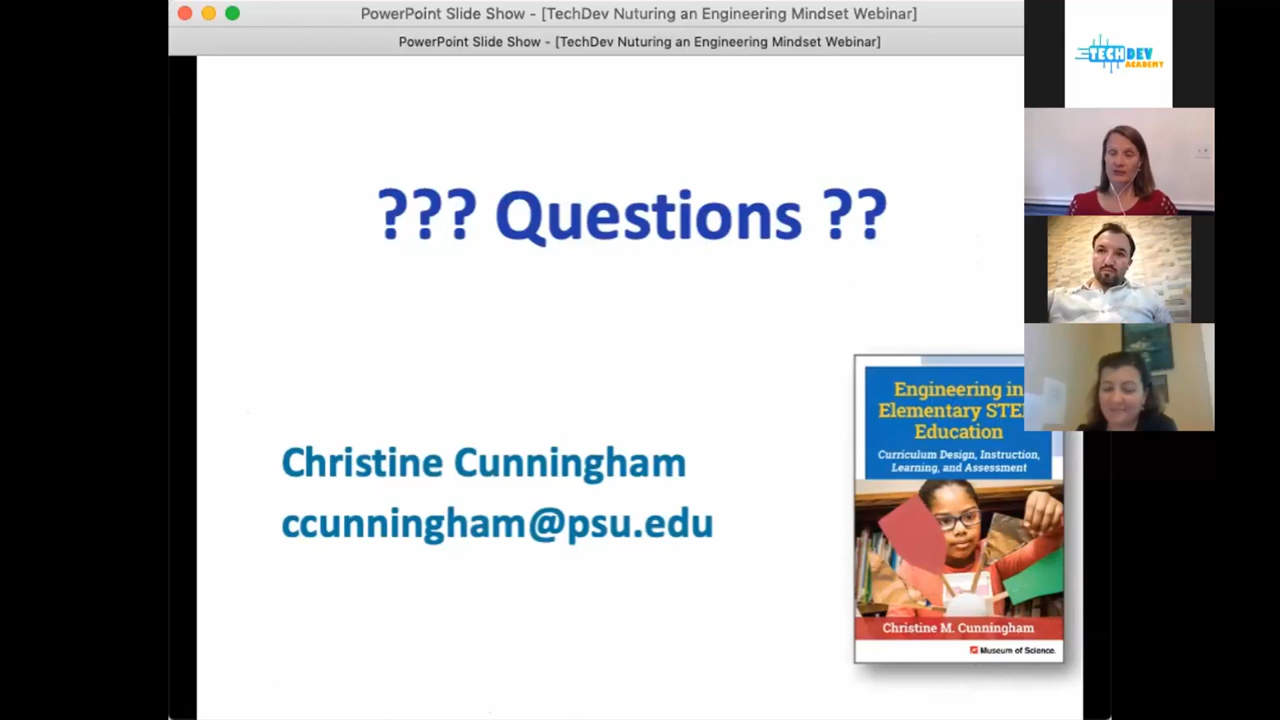 PowerPoint Slide Show - [TechDev Nuturing an Engineering Mindset Webinar]
PowerPoint Slide Show - [TechDev Nuturing an Engineering Mindset Webinar]
TECHDEV
ACADEMY
??? Questions ??
Christine Cunningham
ccunningham@psu.edu
Engineering in
Elementary STE
Education
Curriculum Design, Instruction,
Learning, and Assessment
Christine M. Cunningham
Museum of Science.